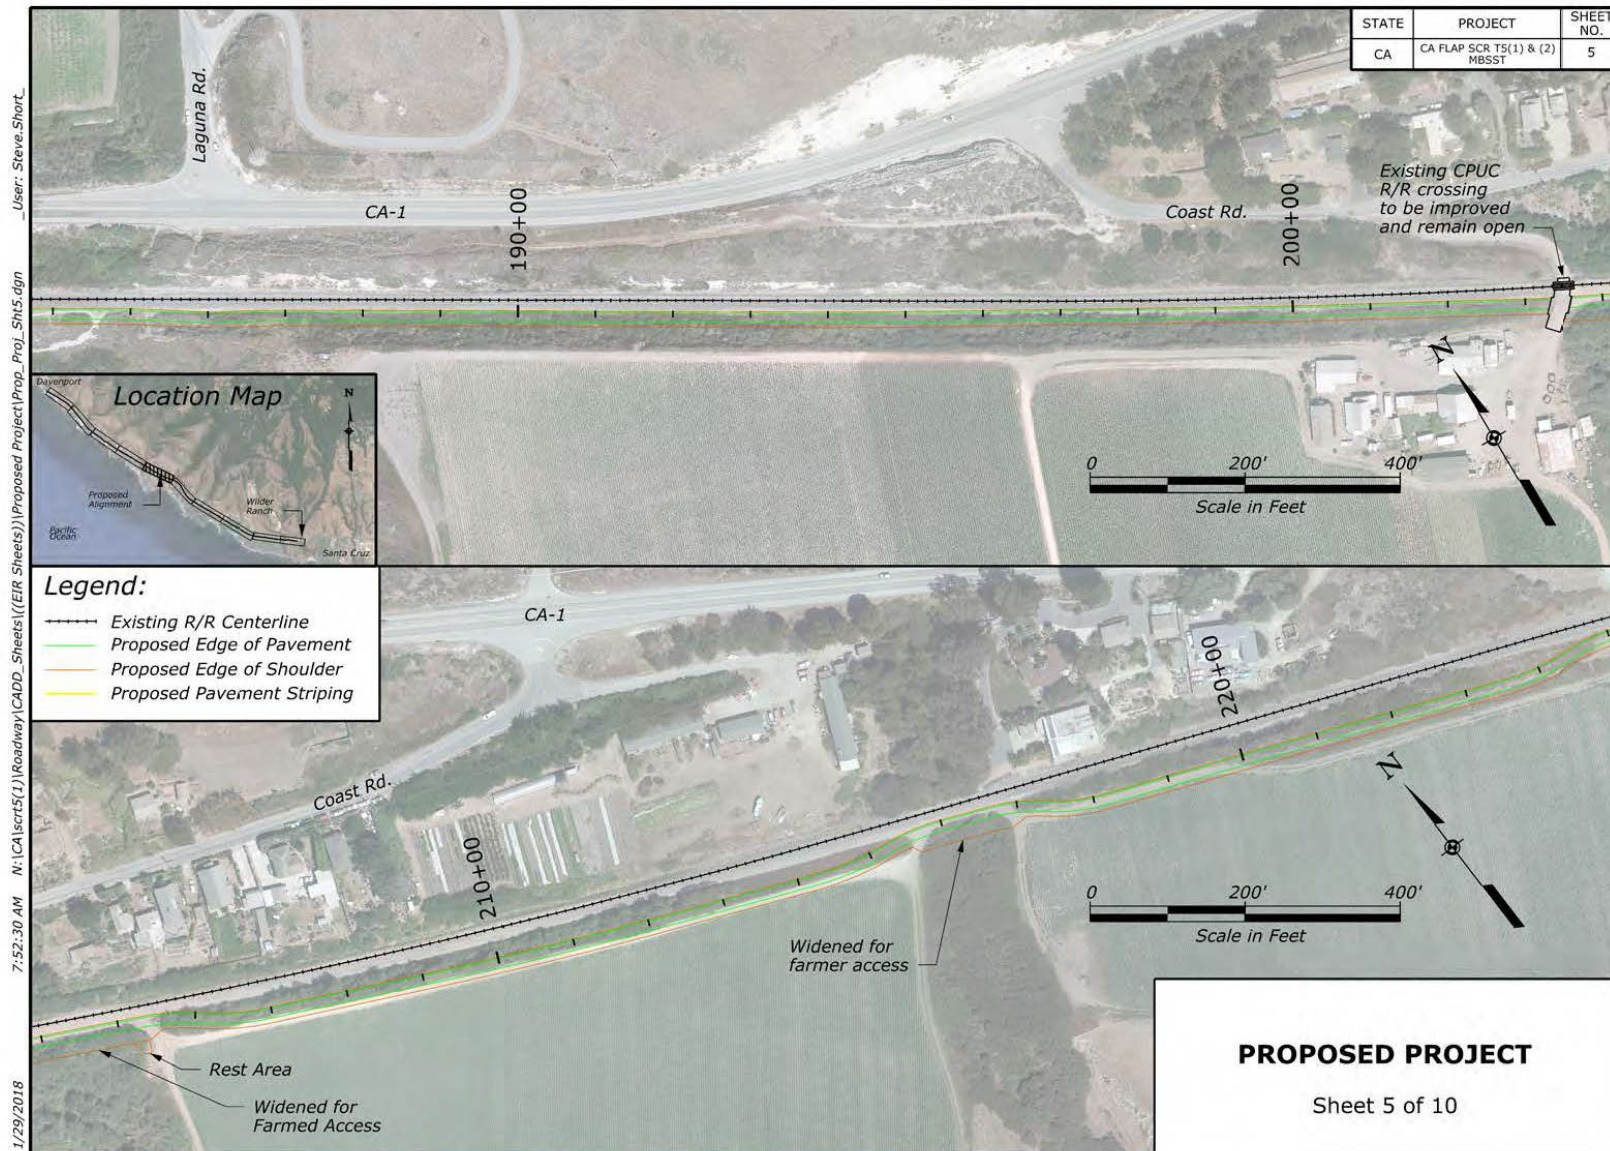 STATE
PROJECT
SHEET
NO.
CA
CA FLAP SCR T5(1) & (2)
MBSST
5
Laguna Rd.
CA-1
190+00
Coast Rd.
200+00
Existing CPUC
R/R crossing
to be improved
and remain open
N
0 200' 400'
Scale in Feet
Location Map
Davenport
N
Proposed
Alignment
Wilder
Ranch
Pacific
Ocean
Santa Cruz
Legend:
Existing R/R Centerline
Proposed Edge of Pavement
Proposed Edge of Shoulder
Proposed Pavement Striping
CA-1
Coast Rd.
210+00
220+00
N
0 200' 400'
Scale in Feet
Widened for
farmer access
Rest Area
Widened for
Farmed Access
PROPOSED PROJECT
Sheet 5 of 10
1/29/2018 7:52:30 AM N:\CA\scrt5(1)\Roadway\CADD_Sheets\((EIR Sheets))\Proposed Project\Prop_Proj_Sht5.dgn _User: Steve.Short_